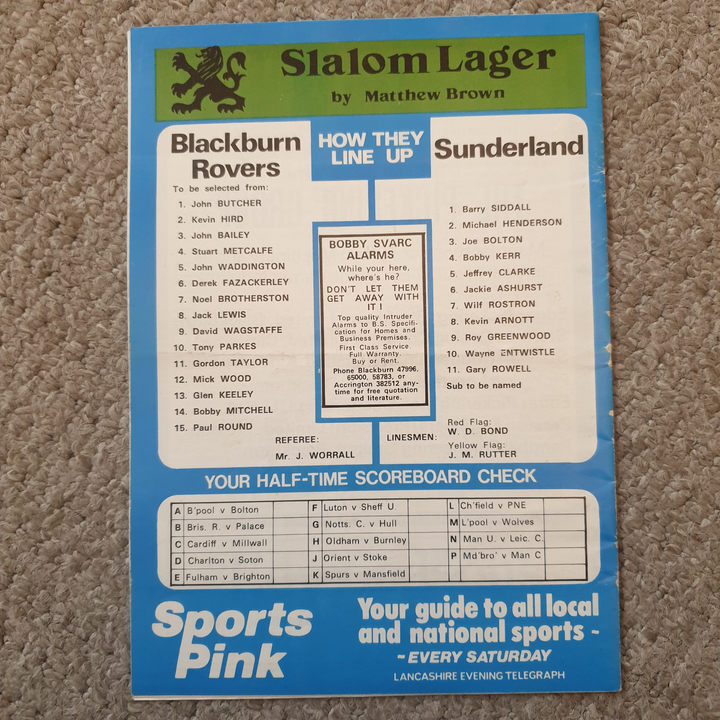 Slalom Lager
by Matthew Brown
Blackburn
Rovers
HOW THEY
LINE UP
Sunderland
To be selected from:
1. John BUTCHER
2. Kevin HIRD
3. John BAILEY
4. Stuart METCALFE
5. John WADDINGTON
6. Derek FAZACKERLEY
7. Noel BROTHERSTON
8. Jack LEWIS
9. David WAGSTAFFE
10. Tony PARKES
11. Gordon TAYLOR
12. Mick WOOD
13. Glen KEELEY
14. Bobby MITCHELL
15. Paul ROUND
BOBBY SVARC
ALARMS
While your here,
where's he?
DON'T LET THEM
GET AWAY WITH
IT !
Top quality Intruder
Alarms to B.S. Specifi-
cation for Homes and
Business Premises.
First Class Service
Full Warranty.
Buy or Rent.
Phone Blackburn 47996,
65000, 58783, or
Accrington 382512 any-
time for free quotation
and literature.
1. Barry SIDDALL
2. Michael HENDERSON
3. Joe BOLTON
4. Bobby KERR
5. Jeffrey CLARKE
6. Jackie ASHURST
7. Wilf ROSTRON
8. Kevin ARNOTT
9. Roy GREENWOOD
10. Wayne ENTWISTLE
11. Gary ROWELL
Sub to be named
REFEREE:
Mr. J. WORRALL
LINESMEN:
Red Flag:
W. D. BOND
Yellow Flag:
J. M. RUTTER
YOUR HALF-TIME SCOREBOARD CHECK
A B'pool v Bolton
B Bris. R. v Palace
C Cardiff v Millwall
D Charlton v Soton
E Fulham v Brighton
F Luton v Sheff U
G Notts. C. v Hull
H Oldham v Burnley
J Orient v Stoke
K Spurs v Mansfield
L Ch'field v PNE
M L'pool v Wolves
N Man U. v Leic. C.
P Md'bro' v Man C
Sports
Pink
Your guide to all local
and national sports -
- EVERY SATURDAY
LANCASHIRE EVENING TELEGRAPH